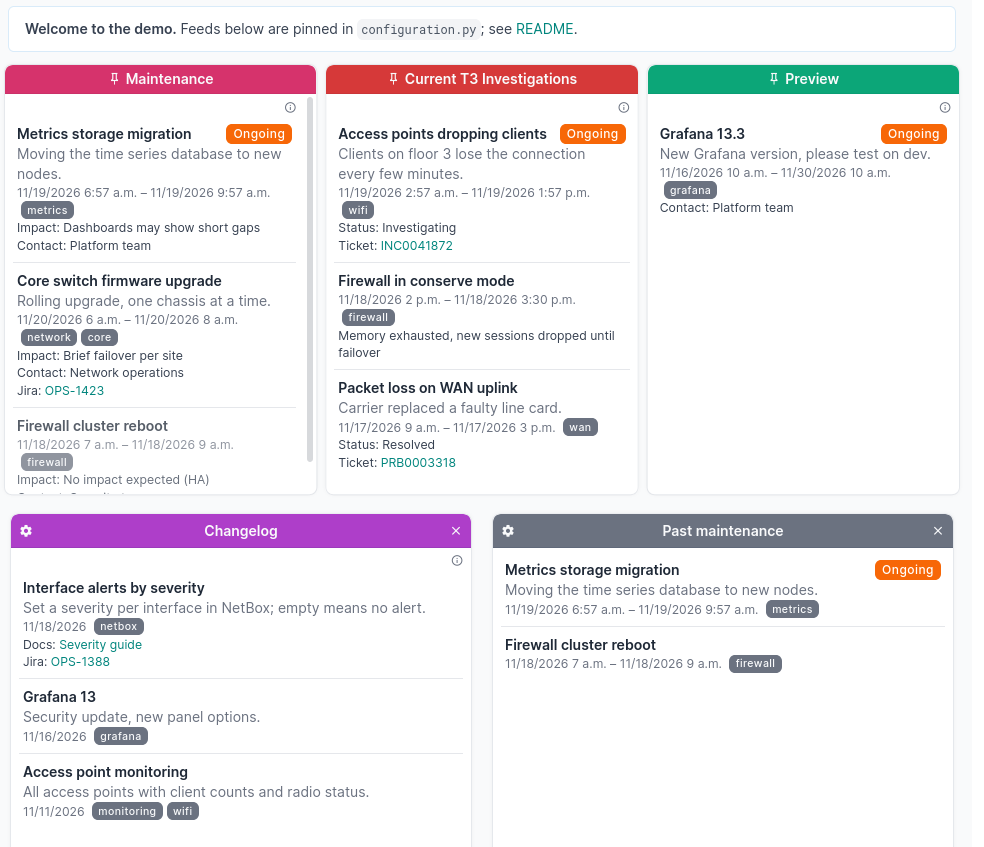 Welcome to the demo. Feeds below are pinned in configuration.py; see README.
Maintenance
Metrics storage migration Ongoing
Moving the time series database to new
nodes.
11/19/2026 6:57 a.m. – 11/19/2026 9:57 a.m.
metrics
Impact: Dashboards may show short gaps
Contact: Platform team
Core switch firmware upgrade
Rolling upgrade, one chassis at a time.
11/20/2026 6 a.m. – 11/20/2026 8 a.m.
network core
Impact: Brief failover per site
Contact: Network operations
Jira: OPS-1423
Firewall cluster reboot
11/18/2026 7 a.m. – 11/18/2026 9 a.m.
firewall
Impact: No impact expected (HA)
Current T3 Investigations
Access points dropping clients Ongoing
Clients on floor 3 lose the connection
every few minutes.
11/19/2026 2:57 a.m. – 11/19/2026 1:57 p.m.
wifi
Status: Investigating
Ticket: INC0041872
Firewall in conserve mode
11/18/2026 2 p.m. – 11/18/2026 3:30 p.m.
firewall
Memory exhausted, new sessions dropped until
failover
Packet loss on WAN uplink
Carrier replaced a faulty line card.
11/17/2026 9 a.m. – 11/17/2026 3 p.m. wan
Status: Resolved
Ticket: PRB0003318
Preview
Grafana 13.3 Ongoing
New Grafana version, please test on dev.
11/16/2026 10 a.m. – 11/30/2026 10 a.m.
grafana
Contact: Platform team
Changelog
Interface alerts by severity
Set a severity per interface in NetBox; empty means no alert.
11/18/2026 netbox
Docs: Severity guide
Jira: OPS-1388
Grafana 13
Security update, new panel options.
11/16/2026 grafana
Access point monitoring
All access points with client counts and radio status.
11/11/2026 monitoring wifi
Past maintenance
Metrics storage migration Ongoing
Moving the time series database to new nodes.
11/19/2026 6:57 a.m. – 11/19/2026 9:57 a.m. metrics
Firewall cluster reboot
11/18/2026 7 a.m. – 11/18/2026 9 a.m. firewall